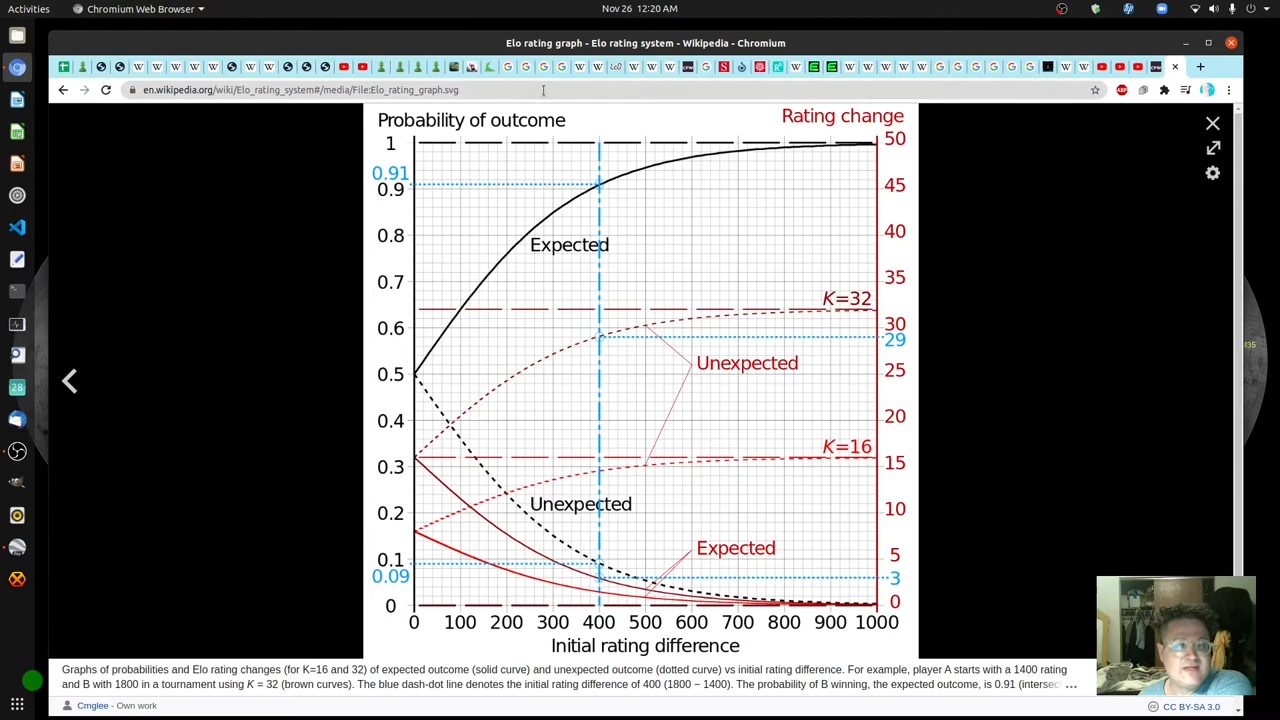 Activities
Chromium Web Browser
Nov 26 12:20 AM
Elo rating graph - Elo rating system - Wikipedia - Chromium
en.wikipedia.org/wiki/Elo_rating_system#/media/File:Elo_rating_graph.svg
ABP
Probability of outcome
Rating change
1
50
0.91
0.9
45
0.8
40
Expected
0.7
35
K=32
0.6
30
29
Unexpected
0.5
25
0.4
20
K=16
0.3
15
Unexpected
0.2
10
Expected
0.1
5
0.09
3
0
0
0 100 200 300 400 500 600 700 800 900 1000
Initial rating difference
#35
28
Graphs of probabilities and Elo rating changes (for K=16 and 32) of expected outcome (solid curve) and unexpected outcome (dotted curve) vs initial rating difference. For example, player A starts with a 1400 rating
and B with 1800 in a tournament using K = 32 (brown curves). The blue dash-dot line denotes the initial rating difference of 400 (1800 − 1400). The probability of B winning, the expected outcome, is 0.91 (intersec ...
Cmglee - Own work
CC BY-SA 3.0